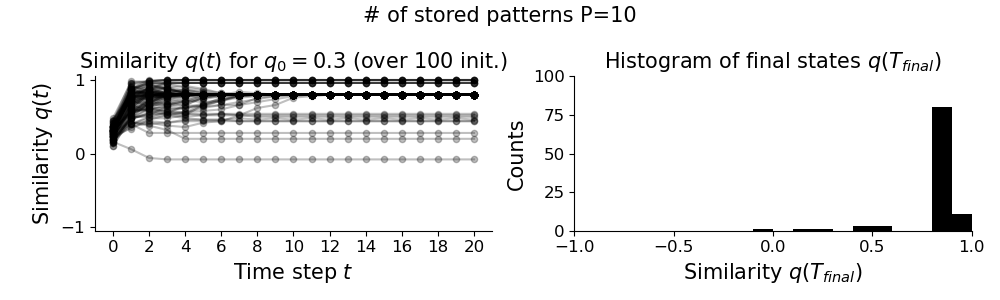 # of stored patterns P=10
Similarity q(t) for q₀ = 0.3 (over 100 init.)
1
0
−1
Similarity q(t)
0 2 4 6 8 10 12 14 16 18 20
Time step t
Histogram of final states q(T_final)
100
75
50
25
0
Counts
−1.0 −0.5 0.0 0.5 1.0
Similarity q(T_final)